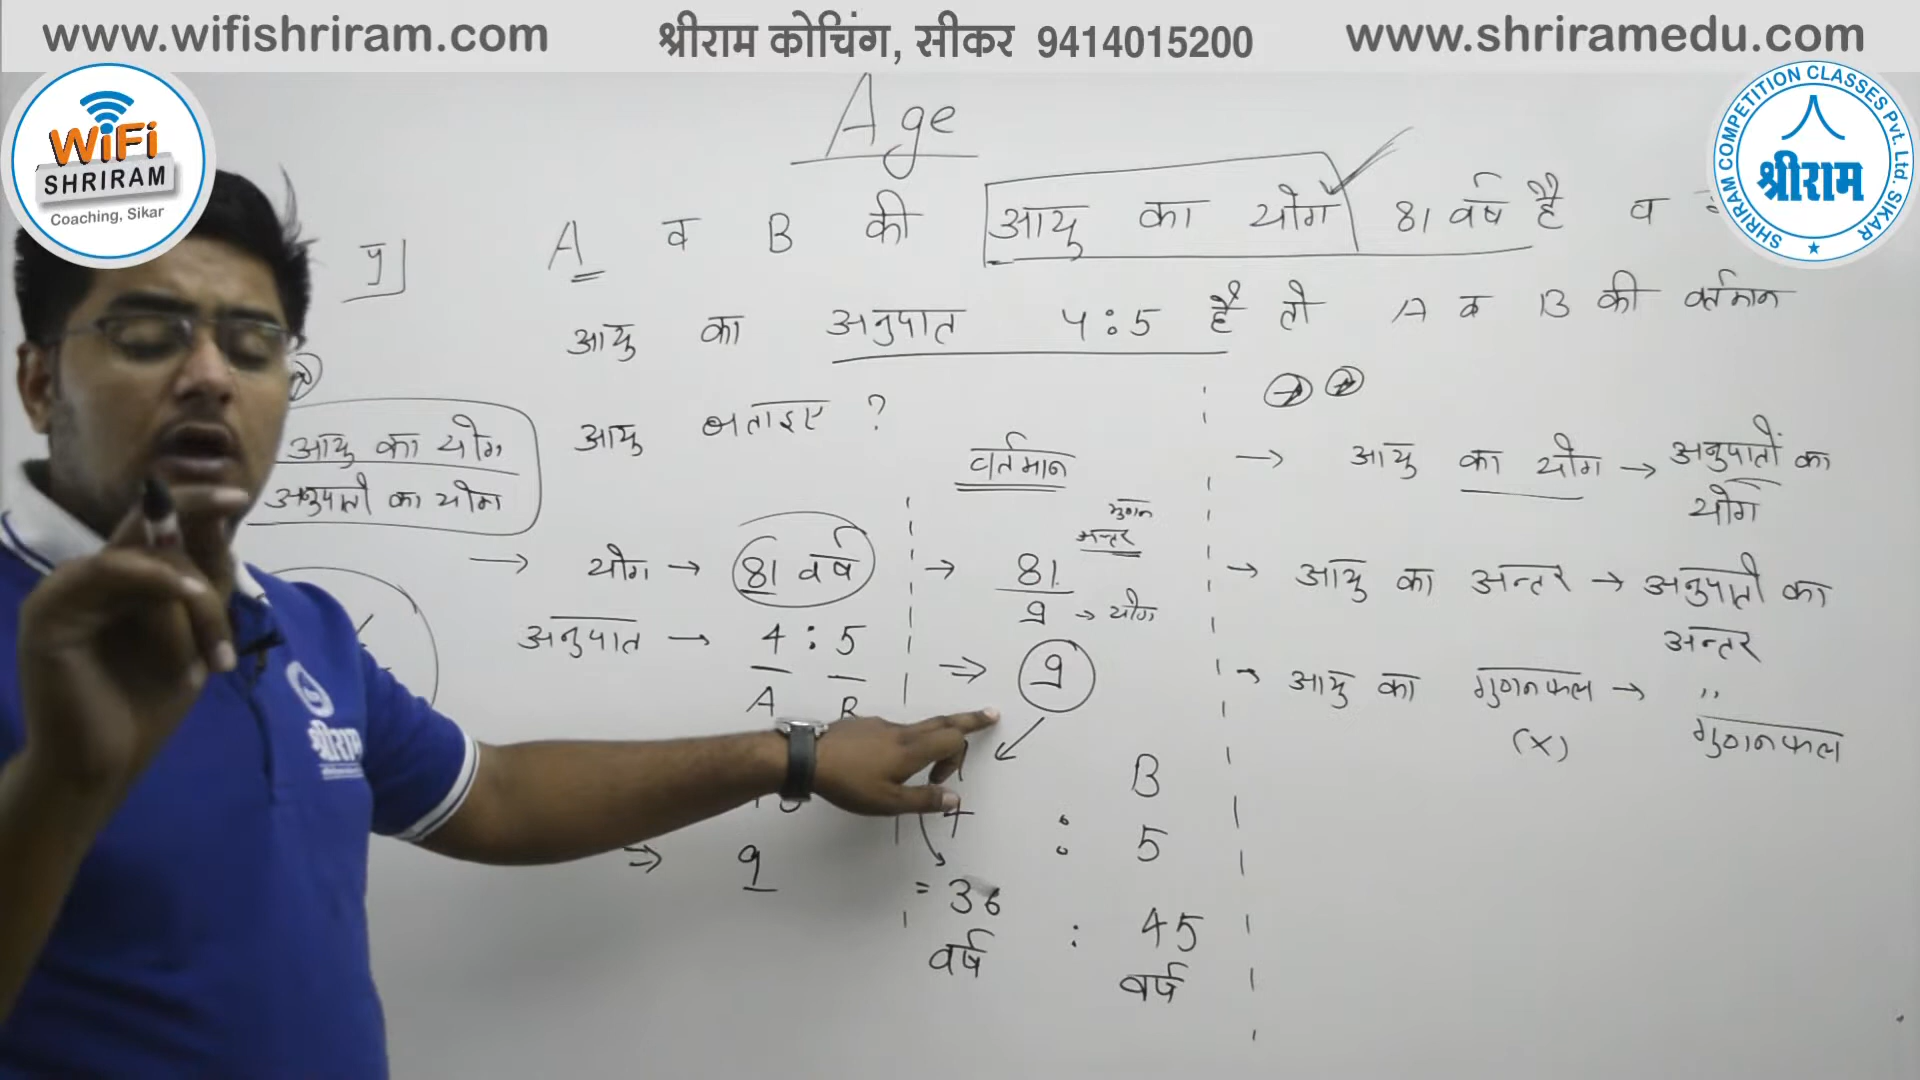 www.wifishriram.com
श्रीराम कोचिंग, सीकर 9414015200
www.shriramedu.com
WiFi
SHRIRAM
Coaching, Sikar
SHRIRAM COMPETITION CLASSES Pvt. Ltd. SIKAR
श्रीराम
Age
A व B की आयु का योग 81 वर्ष है व
आयु का अनुपात 4:5 है तो A व B की वर्तमान
आयु बताइए ?
आयु का योग
अनुपातो का योग
→ योग → 81 वर्ष
अनुपात → 4 : 5
A B
⇒ 9
वर्तमान
गुणन
अन्तर
→ 81
9 → योग
⇒ 9
B
4 : 5
= 36 : 45
वर्ष वर्ष
→ आयु का योग → अनुपातों का
योग
→ आयु का अन्तर → अनुपातो का
अन्तर
→ आयु का गुणनफल → ,,
(x) गुणनफल
श्रीराम